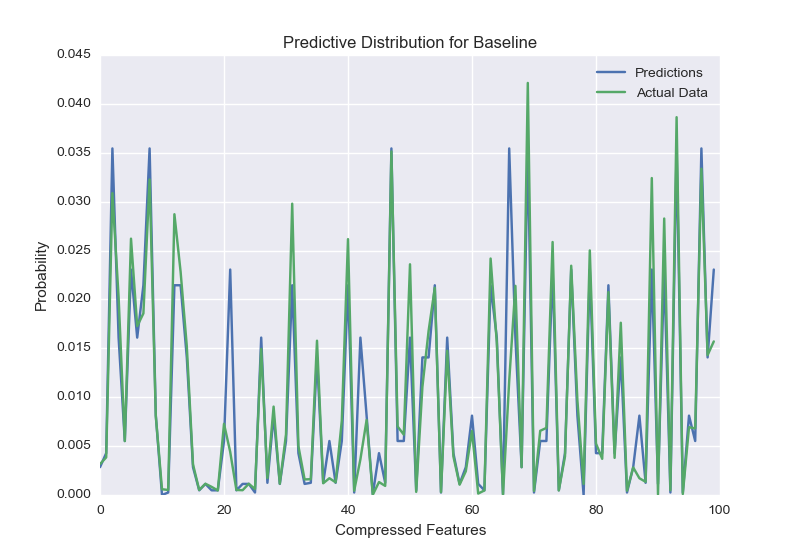 Predictive Distribution for Baseline
0.045
0.040
0.035
0.030
0.025
0.020
0.015
0.010
0.005
0.000
Probability
Predictions
Actual Data
0 20 40 60 80 100
Compressed Features